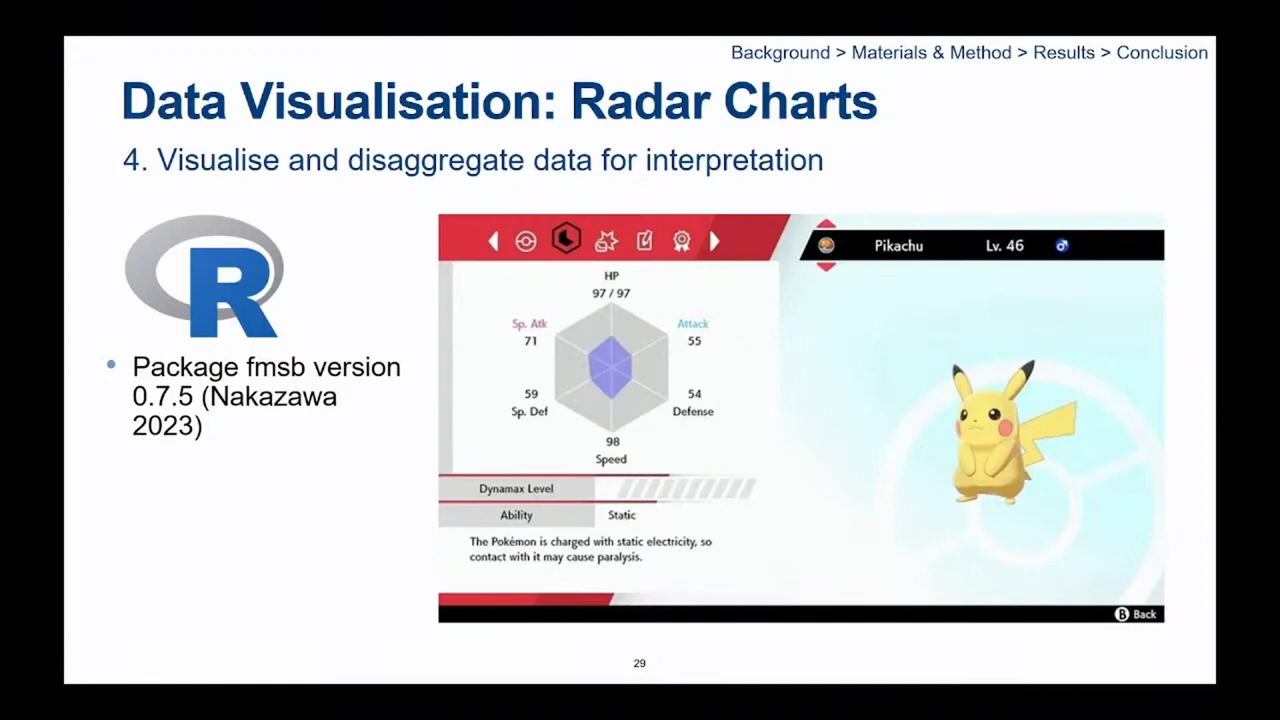 Background > Materials & Method > Results > Conclusion
Data Visualisation: Radar Charts
4. Visualise and disaggregate data for interpretation
R
• Package fmsb version
0.7.5 (Nakazawa
2023)
Pikachu Lv. 46 ♂
HP
97 / 97
Sp. Atk
71
Attack
55
59
Sp. Def
54
Defense
98
Speed
Dynamax Level
Ability Static
The Pokémon is charged with static electricity, so
contact with it may cause paralysis.
B Back
29